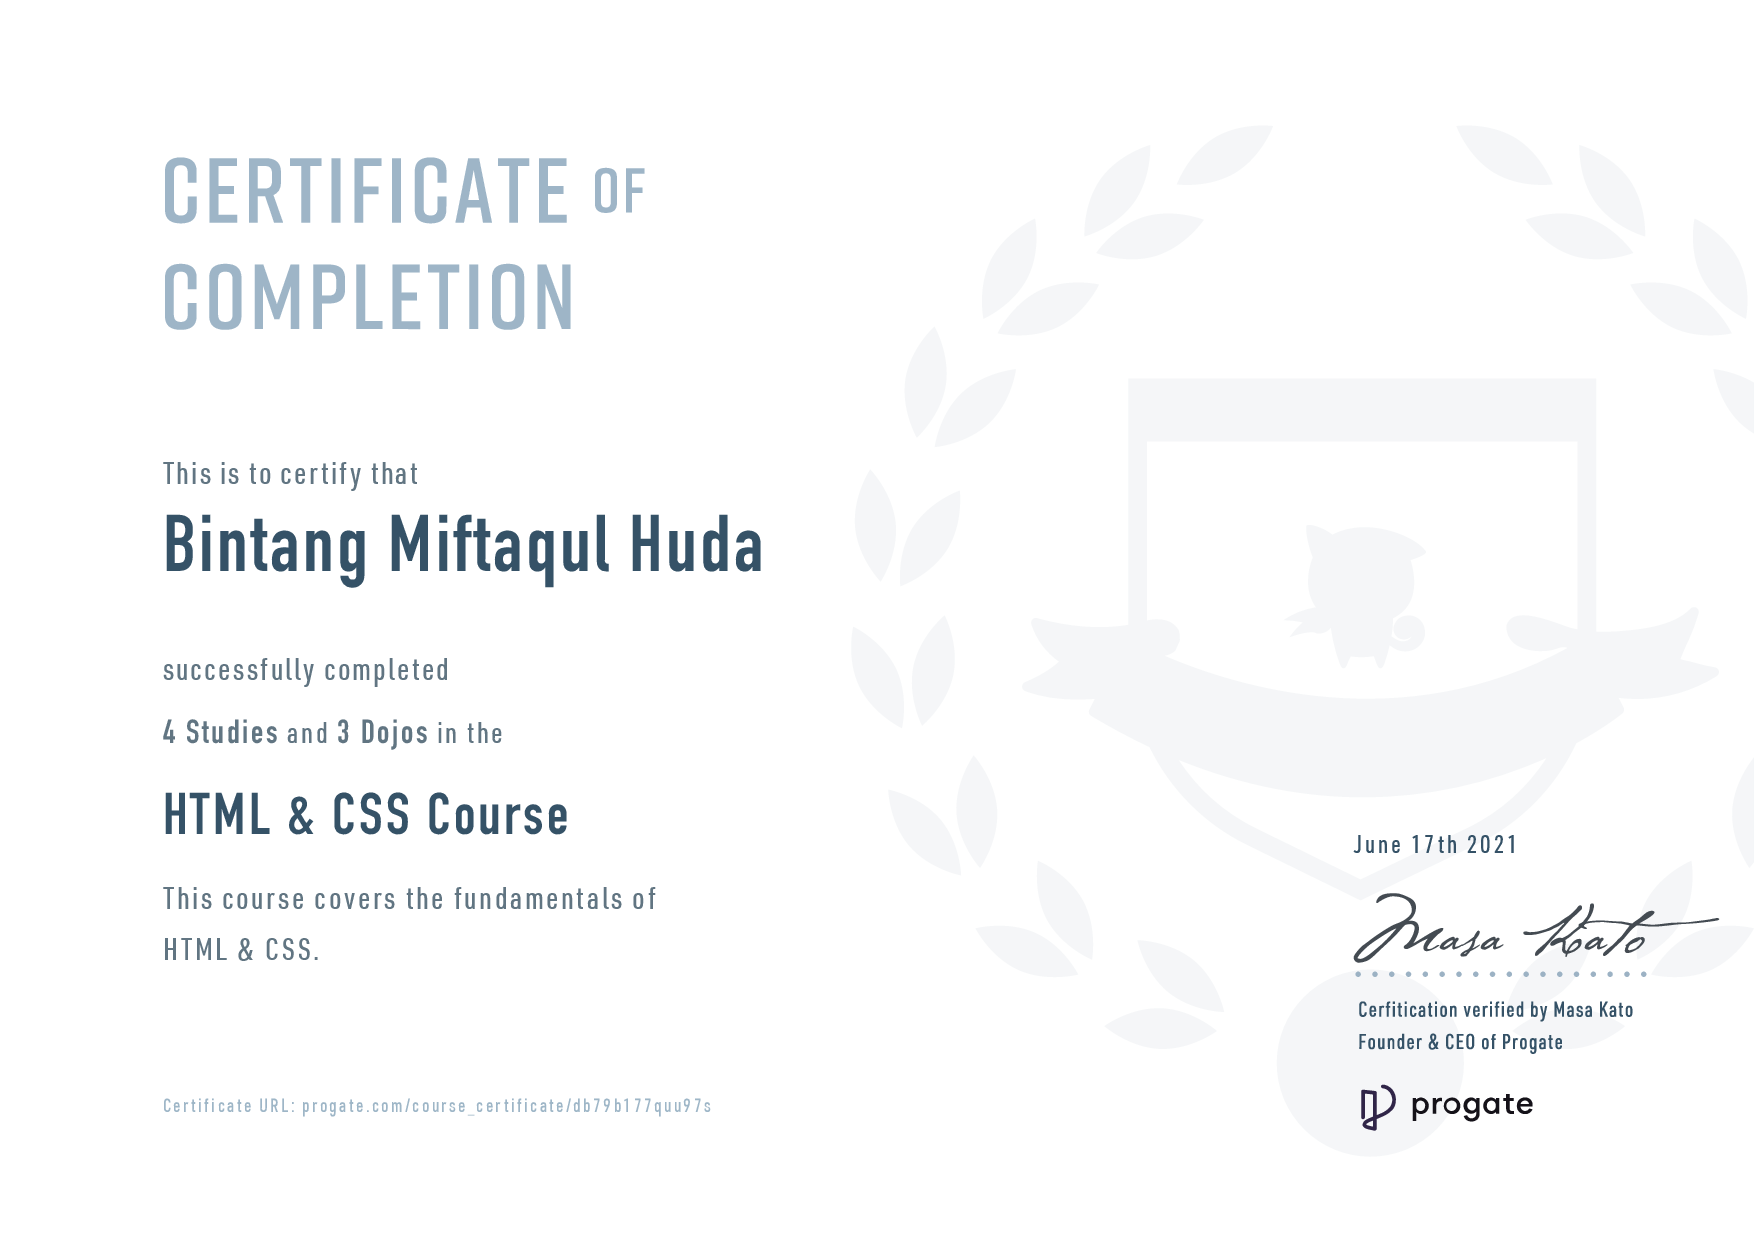 CERTIFICATE OF
COMPLETION
This is to certify that
Bintang Miftaqul Huda
successfully completed
4 Studies and 3 Dojos in the
HTML & CSS Course
This course covers the fundamentals of
HTML & CSS.
Certificate URL: progate.com/course_certificate/db79b177quu97s
June 17th 2021
Masa Kato
Cerfitication verified by Masa Kato
Founder & CEO of Progate
progate